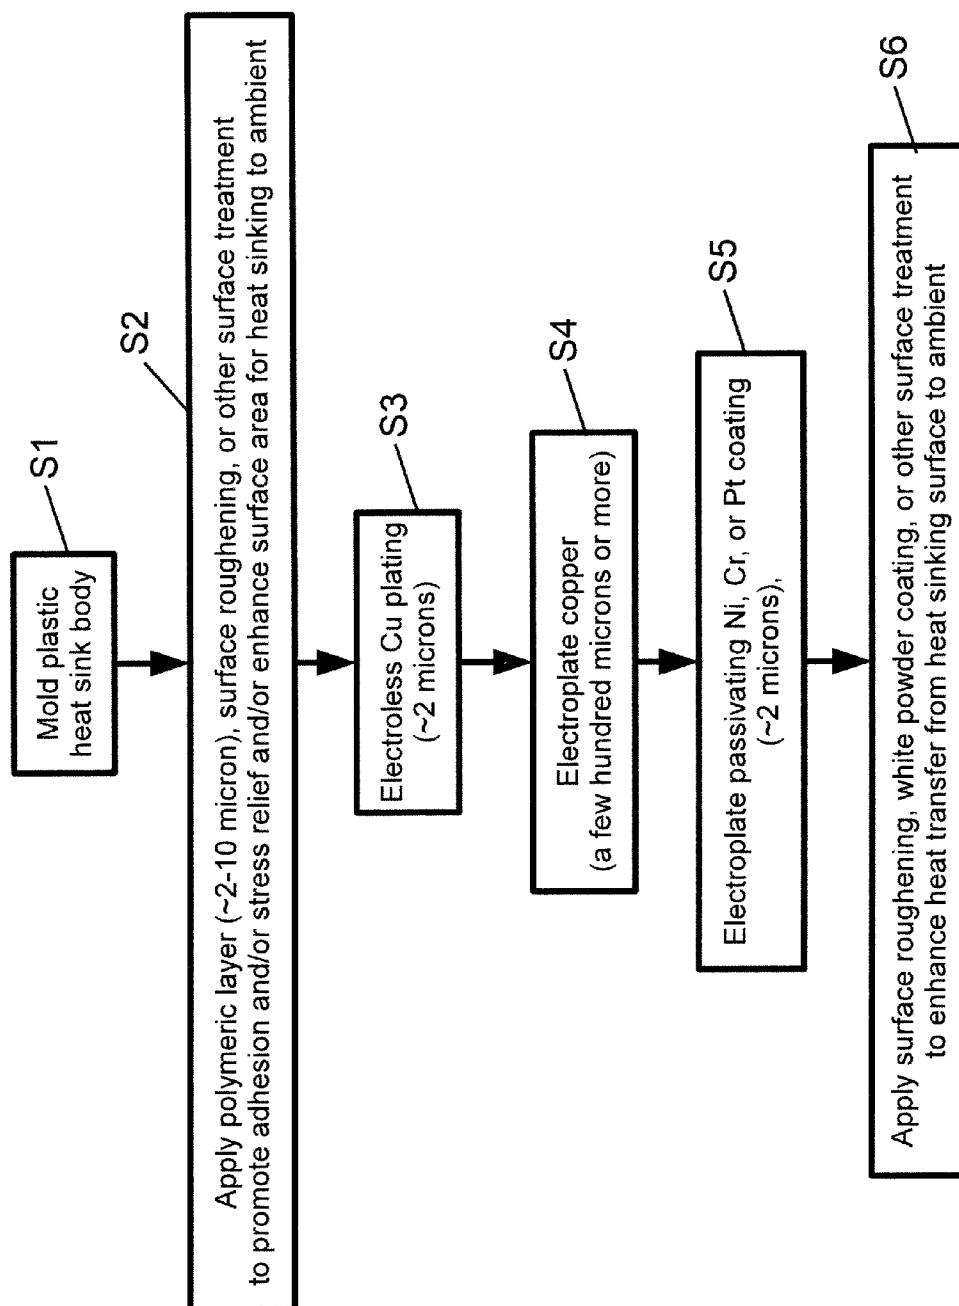 S1
Mold plastic
heat sink body
S2
Apply polymeric layer (~2-10 micron), surface roughening, or other surface treatment
to promote adhesion and/or stress relief and/or enhance surface area for heat sinking to ambient
S3
Electroless Cu plating
(~2 microns)
S4
Electroplate copper
(a few hundred microns or more)
S5
Electroplate passivating Ni, Cr, or Pt coating
(~2 microns),
S6
Apply surface roughening, white powder coating, or other surface treatment
to enhance heat transfer from heat sinking surface to ambient